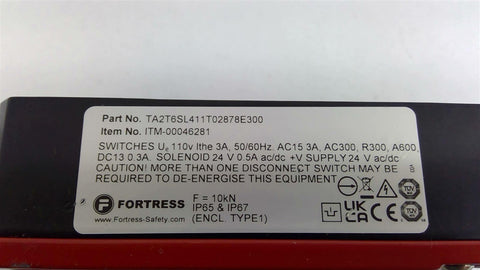 Part No. TA2T6SL411T02878E300
Item No. ITM-00046281
SWITCHES Ue 110v Ithe 3A, 50/60Hz. AC15 3A, AC300, R300, A600,
DC13 0.3A. SOLENOID 24 V 0.5A ac/dc +V SUPPLY 24 V ac/dc
CAUTION! MORE THAN ONE DISCONNECT SWITCH MAY BE
REQUIRED TO DE-ENERGISE THIS EQUIPMENT
F FORTRESS
www.Fortress-Safety.com
F = 10kN
IP65 & IP67
(ENCL. TYPE1)
UK
CA
CE